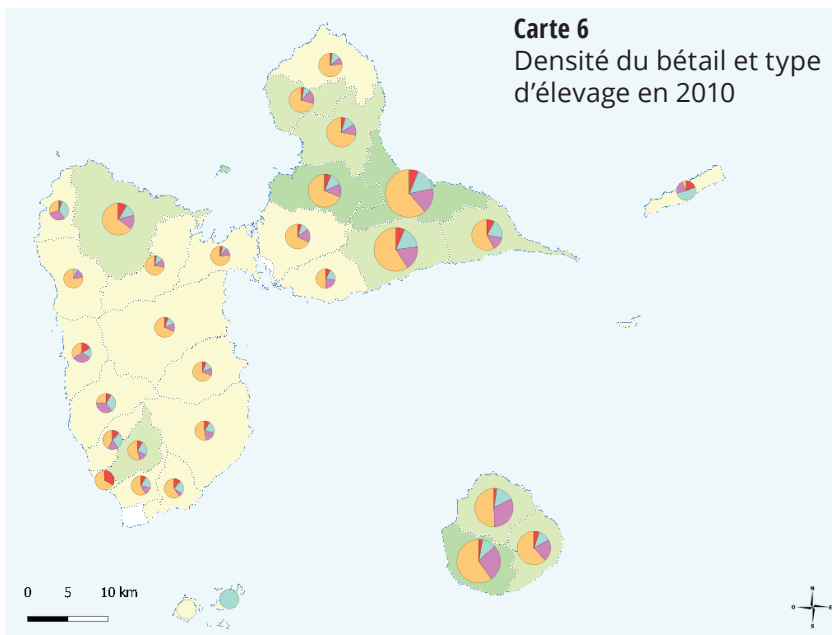 Carte 6
Densité du bétail et type
d’élevage en 2010
0 5 10 km
N
O E
S